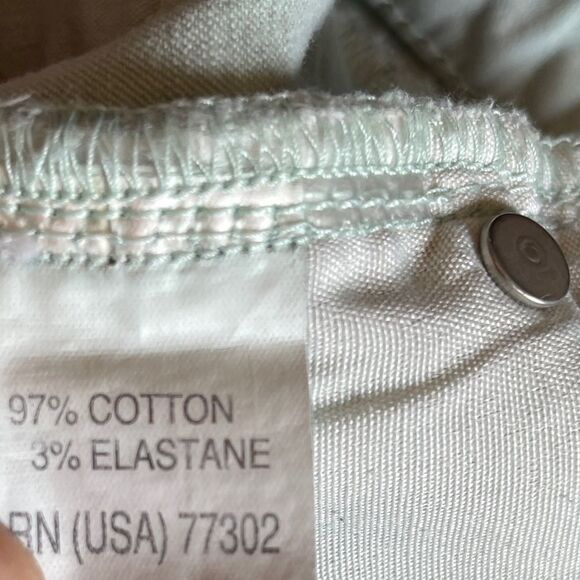 97% COTTON
3% ELASTANE
RN (USA) 77302